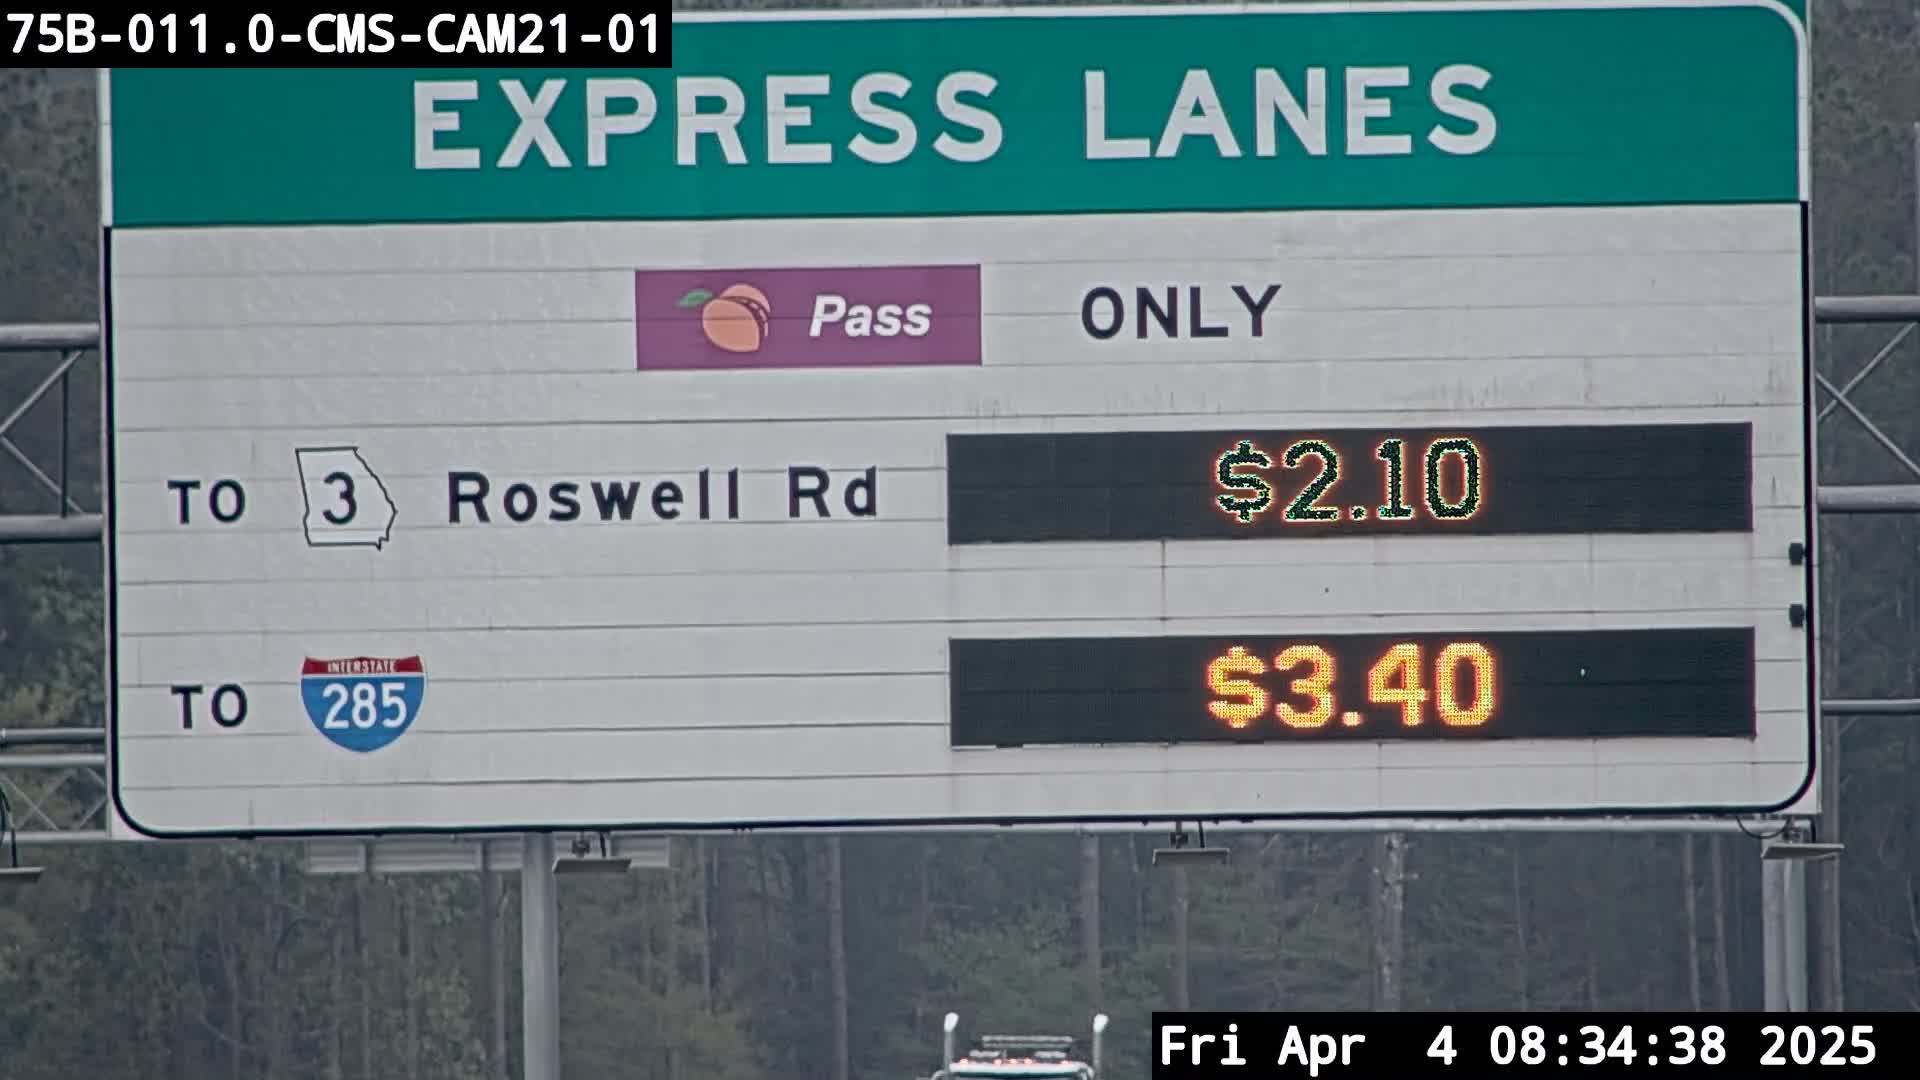 75B-011.0-CMS-CAM21-01
EXPRESS LANES
Pass ONLY
TO 3 Roswell Rd $2.10
TO INTERSTATE 285 $3.40
Fri Apr 4 08:34:38 2025